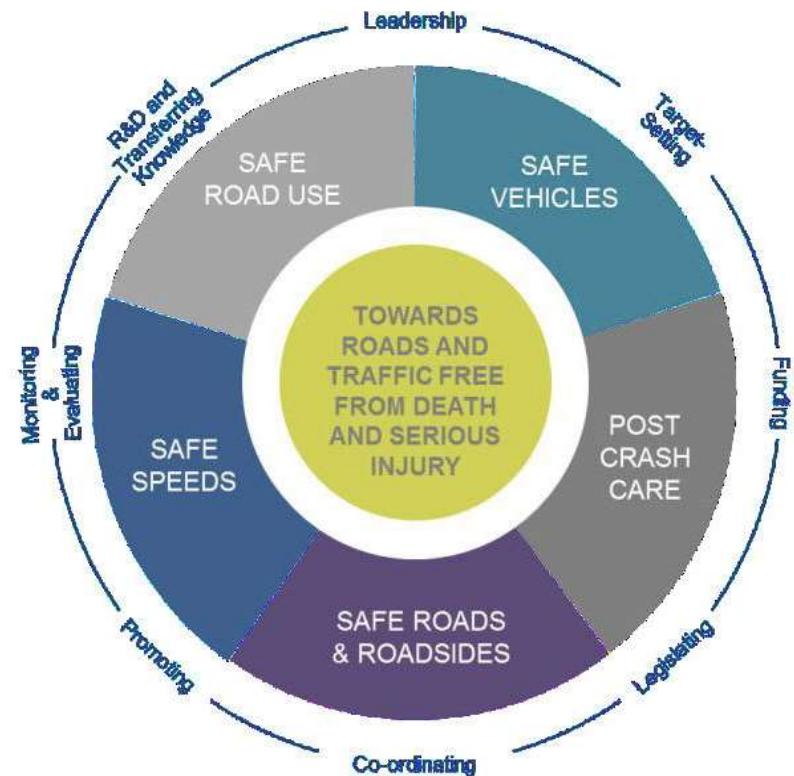 Leadership
Target-
Setting
Funding
Legislating
Co-ordinating
Promoting
Monitoring
&
Evaluating
R&D and
Transferring
Knowledge
SAFE
ROAD USE
SAFE
VEHICLES
POST
CRASH
CARE
SAFE ROADS
& ROADSIDES
SAFE
SPEEDS
TOWARDS
ROADS AND
TRAFFIC FREE
FROM DEATH
AND SERIOUS
INJURY